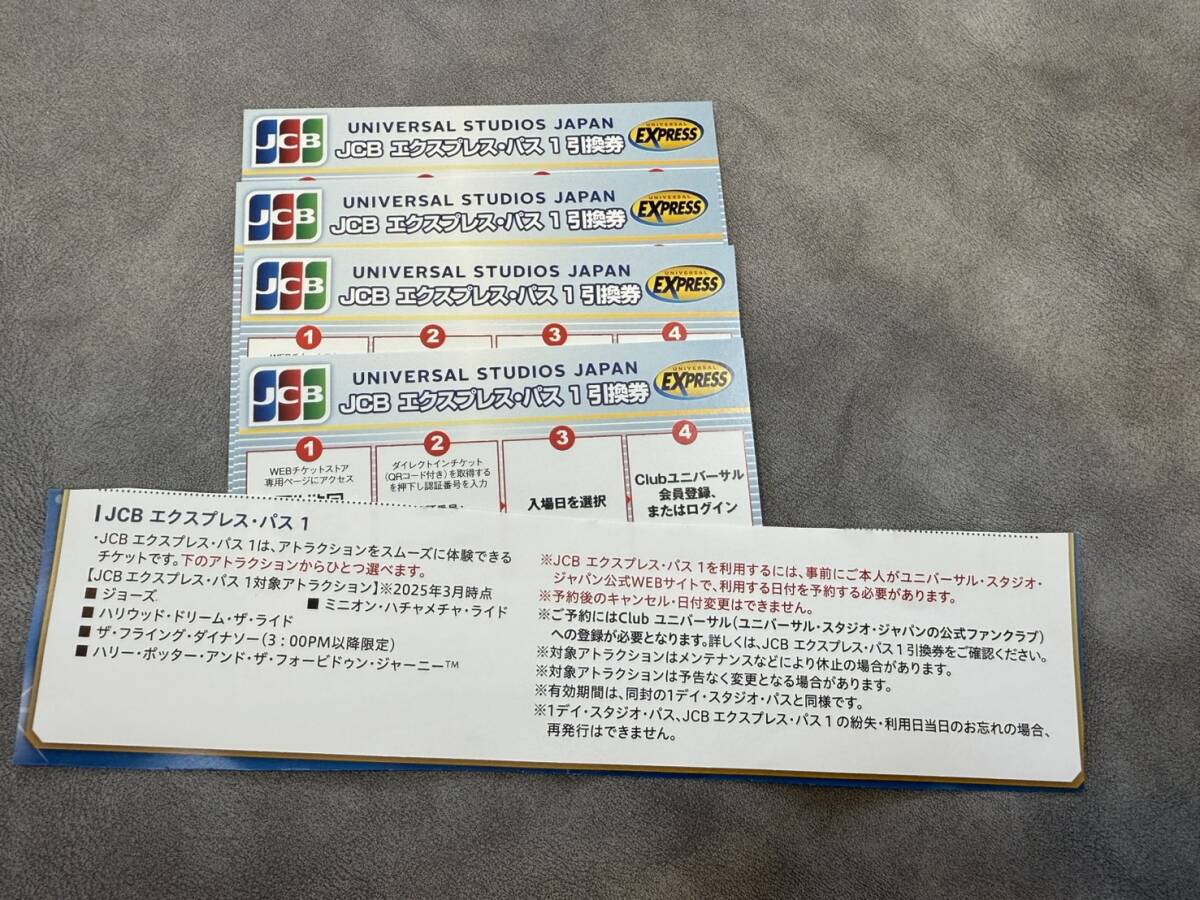 JCB
UNIVERSAL STUDIOS JAPAN
JCB エクスプレス・パス 1 引換券
UNIVERSAL
EXPRESS
JCB
UNIVERSAL STUDIOS JAPAN
JCB エクスプレス・パス 1 引換券
UNIVERSAL
EXPRESS
JCB
UNIVERSAL STUDIOS JAPAN
JCB エクスプレス・パス 1 引換券
UNIVERSAL
EXPRESS
1
2
3
4
JCB
UNIVERSAL STUDIOS JAPAN
JCB エクスプレス・パス 1 引換券
UNIVERSAL
EXPRESS
1
WEBチケットストア
専用ページにアクセス
2
ダイレクトインチケット
(QRコード付き)を取得する
を押下し認証番号を入力
3
入場日を選択
4
Clubユニバーサル
会員登録、
またはログイン
JCB エクスプレス・パス 1
・JCB エクスプレス・パス 1は、アトラクションをスムーズに体験できる
チケットです。下のアトラクションからひとつ選べます。
【JCBエクスプレス・パス 1対象アトラクション】※2025年3月時点
■ ジョーズ
■ ミニオン・ハチャメチャ・ライド
■ ハリウッド・ドリーム・ザ・ライド
■ ザ・フライング・ダイナソー(3:00PM以降限定)
■ ハリー・ポッター・アンド・ザ・フォービドゥン・ジャーニー™
※JCB エクスプレス・パス 1を利用するには、事前にご本人がユニバーサル・スタジオ・
ジャパン公式WEBサイトで、利用する日付を予約する必要があります。
※予約後のキャンセル・日付変更はできません。
※ご予約にはClub ユニバーサル(ユニバーサル・スタジオ・ジャパンの公式ファンクラブ)
への登録が必要となります。詳しくは、JCB エクスプレス・パス 1 引換券をご確認ください。
※対象アトラクションはメンテナンスなどにより休止の場合があります。
※対象アトラクションは予告なく変更となる場合があります。
※有効期間は、同封の1デイ・スタジオ・パスと同様です。
※1デイ・スタジオ・パス、JCBエクスプレス・パス 1 の紛失・利用日当日のお忘れの場合、
再発行はできません。